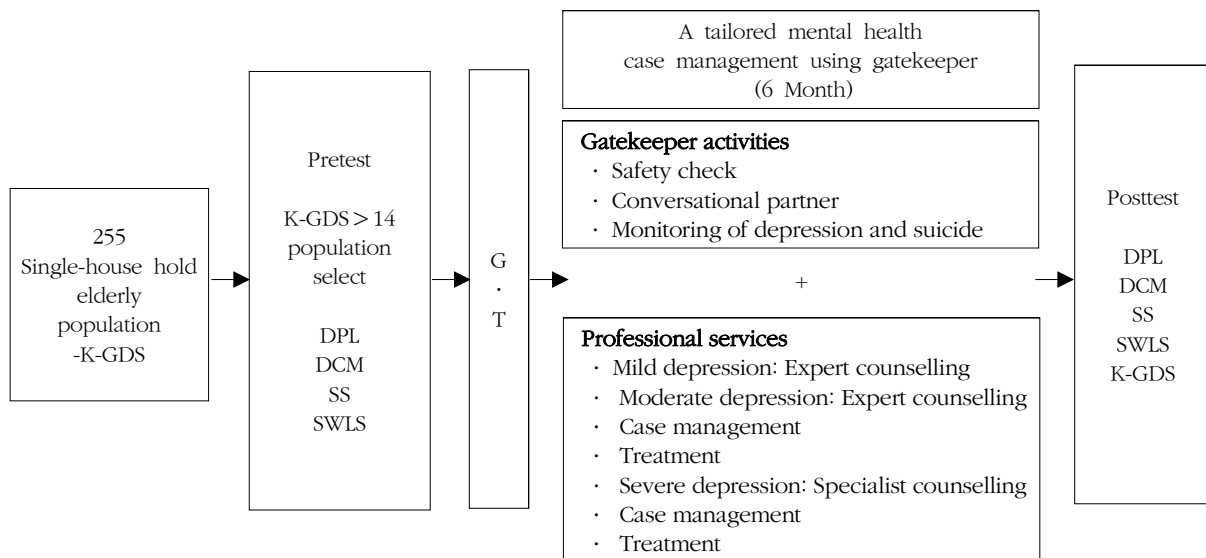 255
Single-house hold
elderly
population
-K-GDS
Pretest
K-GDS > 14
population
select
DPL
DCM
SS
SWLS
G
·
T
A tailored mental health
case management using gatekeeper
(6 Month)
Gatekeeper activities
· Safety check
· Conversational partner
· Monitoring of depression and suicide
+
Professional services
· Mild depression: Expert counselling
· Moderate depression: Expert counselling
· Case management
· Treatment
· Severe depression: Specialist counselling
· Case management
· Treatment
Posttest
DPL
DCM
SS
SWLS
K-GDS